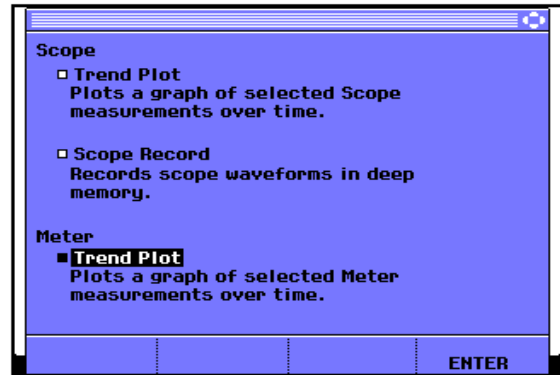 Scope
Trend Plot
Plots a graph of selected Scope
measurements over time.
Scope Record
Records scope waveforms in deep
memory.
Meter
Trend Plot
Plots a graph of selected Meter
measurements over time.
ENTER